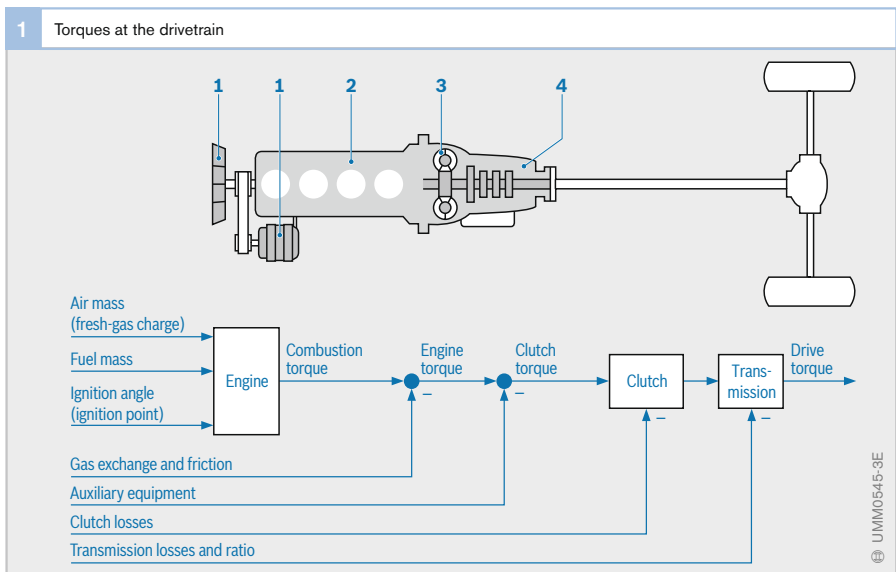 1 Torques at the drivetrain
1 1 2 3 4
Air mass
(fresh-gas charge)
Fuel mass
Ignition angle
(ignition point)
Engine
Combustion
torque
Engine
torque
Clutch
torque
Clutch
Trans-
mission
Drive
torque
–
–
–
–
Gas exchange and friction
Auxiliary equipment
Clutch losses
Transmission losses and ratio
UMM0545-3E